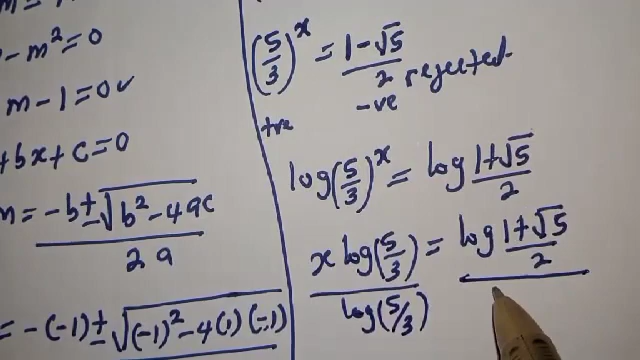 - m² = 0
m - 1 = 0 ✓
+bx + c = 0
= -b ± √b² - 4ac
2a
= -(-1) ± √(-1)² - 4(1)(-1)
(5/3)^x = 1 - √5
2 rejected
-ve
+ve
log(5/3)^x = log 1+√5
2
x log(5/3) = log 1+√5
2
log(5/3)